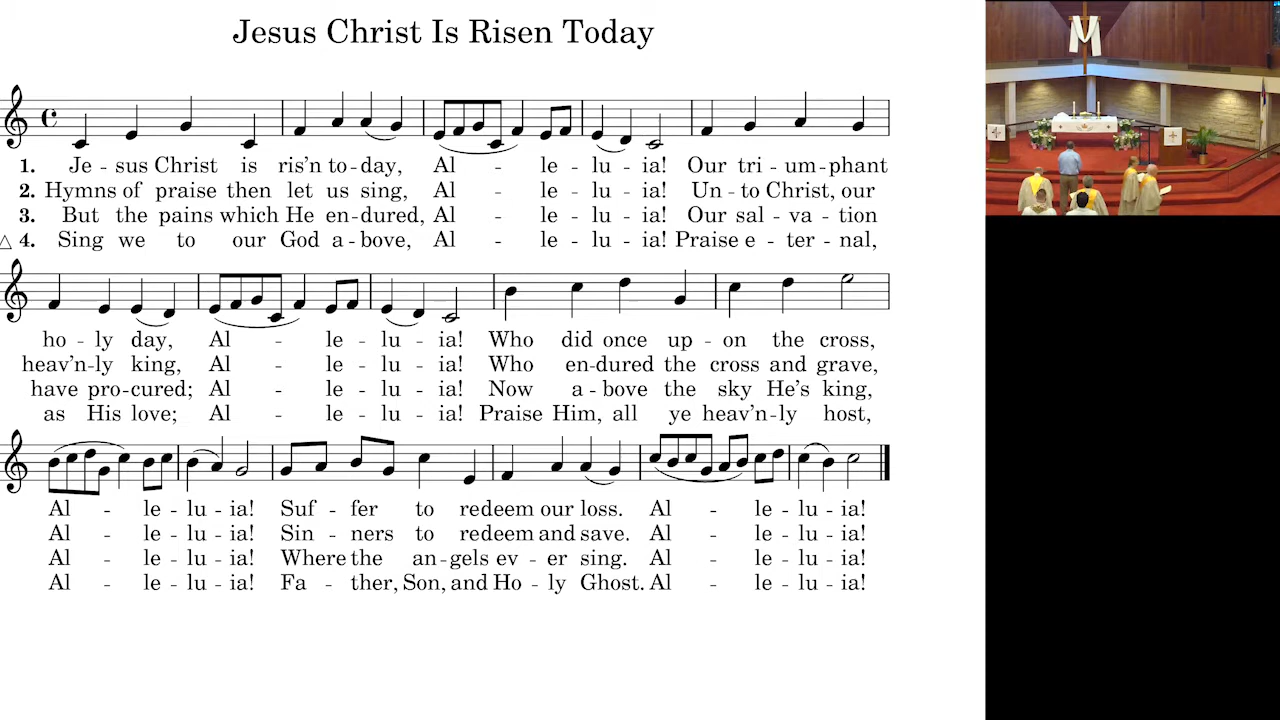 Jesus Christ Is Risen Today
1. Je - sus Christ is ris'n to - day, Al - le - lu - ia! Our tri - um - phant
2. Hymns of praise then let us sing, Al - le - lu - ia! Un - to Christ, our
3. But the pains which He en - dured, Al - le - lu - ia! Our sal - va - tion
△ 4. Sing we to our God a - bove, Al - le - lu - ia! Praise e - ter - nal,
ho - ly day, Al - le - lu - ia! Who did once up - on the cross,
heav'n - ly king, Al - le - lu - ia! Who en - dured the cross and grave,
have pro - cured; Al - le - lu - ia! Now a - bove the sky He's king,
as His love; Al - le - lu - ia! Praise Him, all ye heav'n - ly host,
Al - le - lu - ia! Suf - fer to redeem our loss. Al - le - lu - ia!
Al - le - lu - ia! Sin - ners to redeem and save. Al - le - lu - ia!
Al - le - lu - ia! Where the an - gels ev - er sing. Al - le - lu - ia!
Al - le - lu - ia! Fa - ther, Son, and Ho - ly Ghost. Al - le - lu - ia!